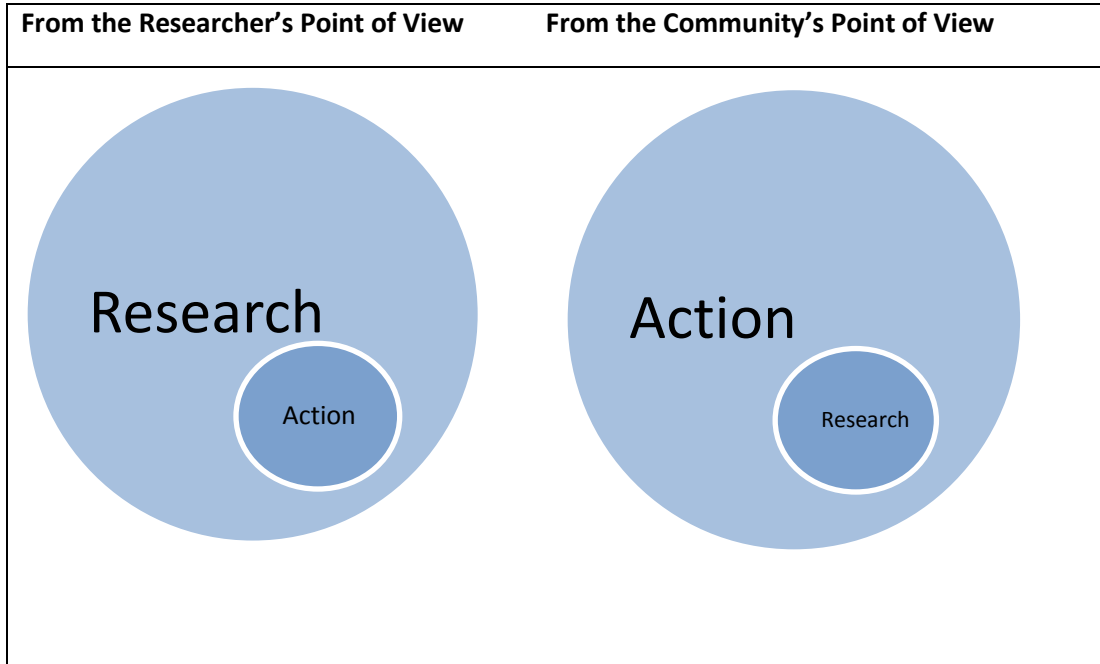 From the Researcher’s Point of View
From the Community’s Point of View
Research
Action
Action
Research